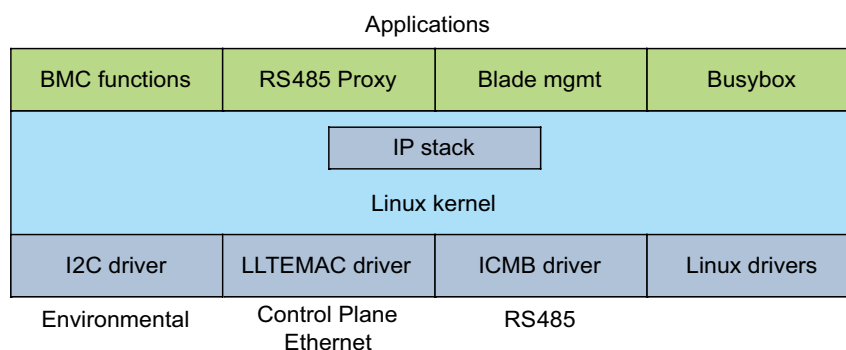 Applications
BMC functions
RS485 Proxy
Blade mgmt
Busybox
IP stack
Linux kernel
I2C driver
LLTEMAC driver
ICMB driver
Linux drivers
Environmental
Control Plane
Ethernet
RS485